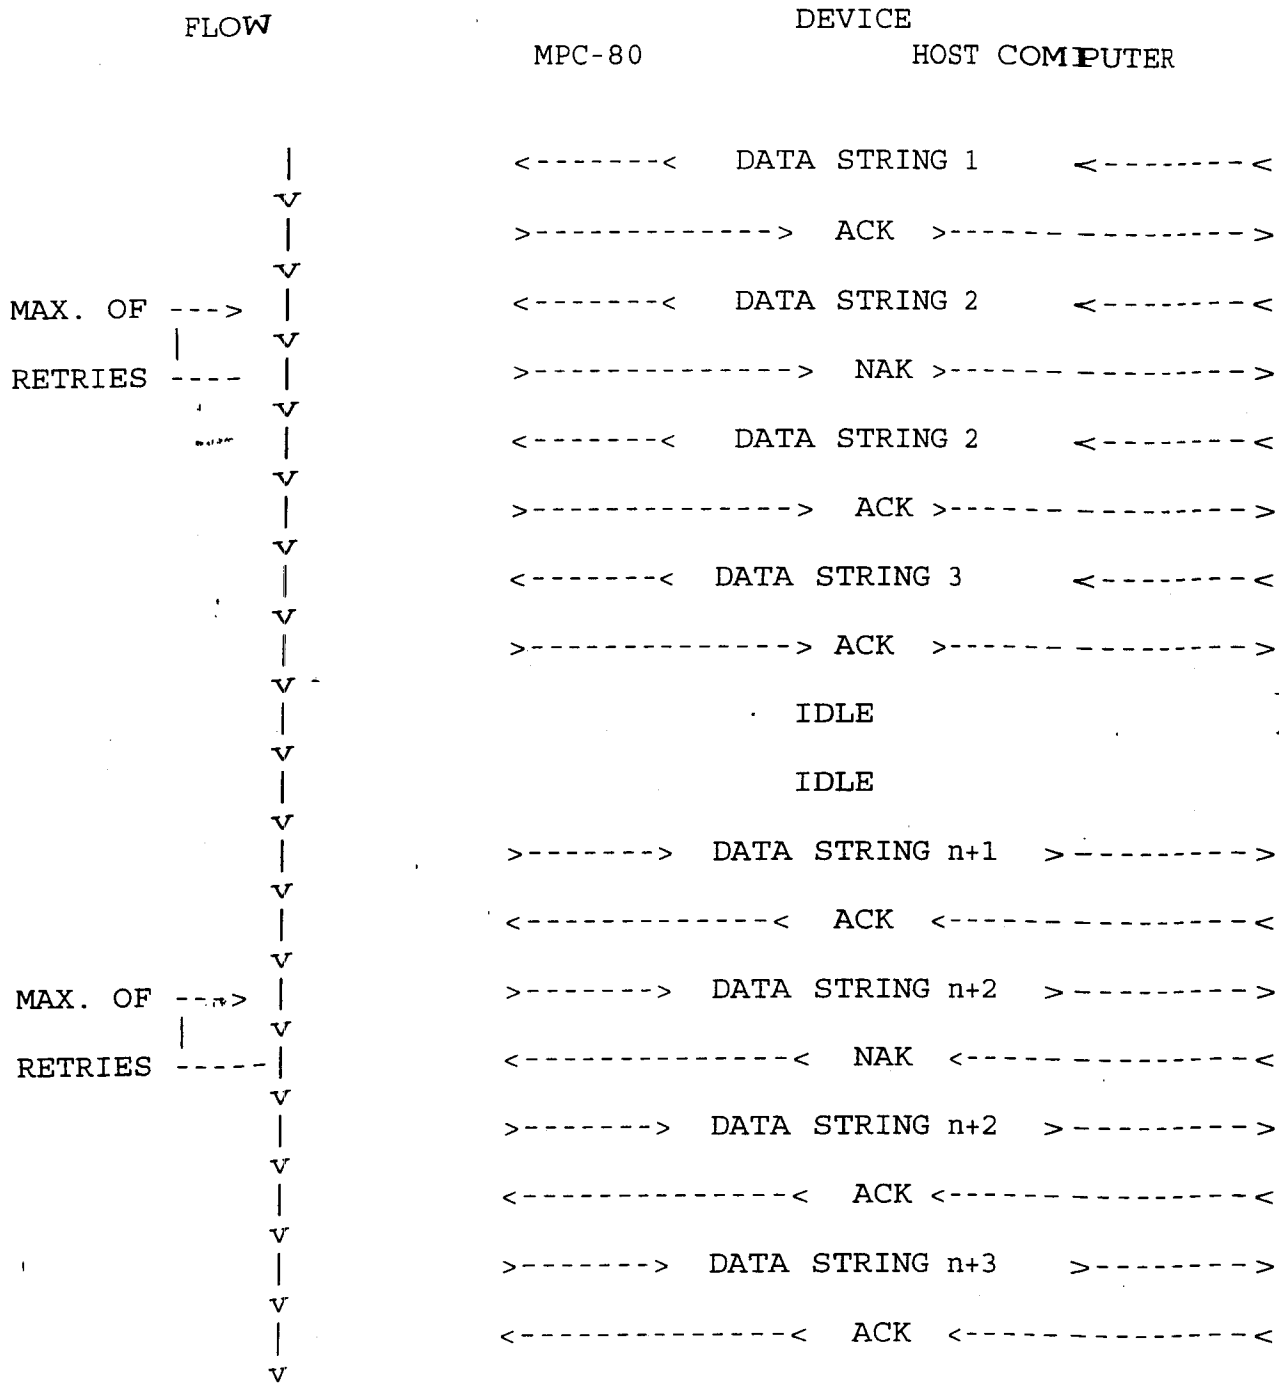 FLOW DEVICE
MPC-80 HOST COMPUTER
| <-------< DATA STRING 1 <--------<
V
| >-------------> ACK >------ -------->
V
MAX. OF ---> | <-------< DATA STRING 2 <--------<
| V
RETRIES ---- | >--------------> NAK >------ -------->
V
| <-------< DATA STRING 2 <--------<
V
| >--------------> ACK >------ -------->
V
| <-------< DATA STRING 3 <--------<
V
| >--------------> ACK >------ -------->
V
| IDLE
V
| IDLE
V
| >-------> DATA STRING n+1 >--------->
V
| <-------------< ACK <------ --------<
V
MAX. OF ---> | >-------> DATA STRING n+2 >--------->
| V
RETRIES -----| <--------------< NAK <----- --------<
V
| >-------> DATA STRING n+2 >--------->
V
| <--------------< ACK <------ --------<
V
| >-------> DATA STRING n+3 >-------->
V
| <--------------< ACK <----- --------<
V